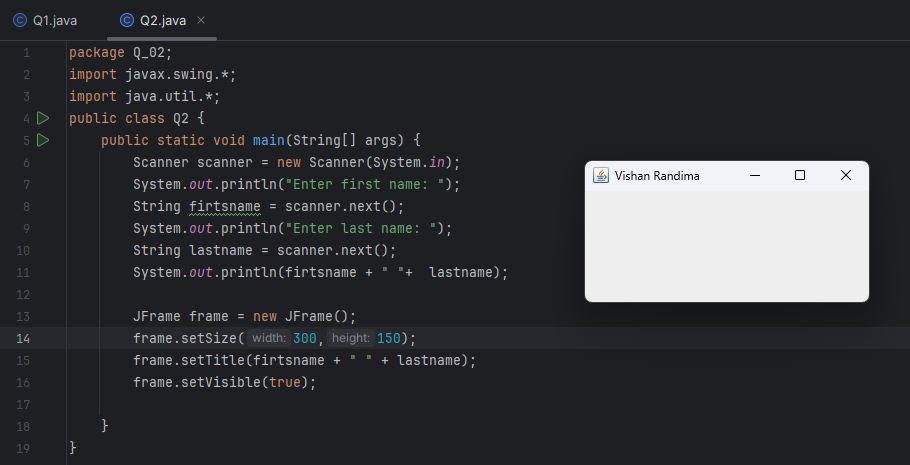 Q1.java Q2.java
1 package Q_02;
2 import javax.swing.*;
3 import java.util.*;
4 public class Q2 {
5 public static void main(String[] args) {
6 Scanner scanner = new Scanner(System.in);
7 System.out.println("Enter first name: ");
8 String firtsname = scanner.next();
9 System.out.println("Enter last name: ");
10 String lastname = scanner.next();
11 System.out.println(firtsname + " "+  lastname);
12
13 JFrame frame = new JFrame();
14 frame.setSize( width: 300, height: 150);
15 frame.setTitle(firtsname + " " + lastname);
16 frame.setVisible(true);
17
18 }
19 }
Vishan Randima